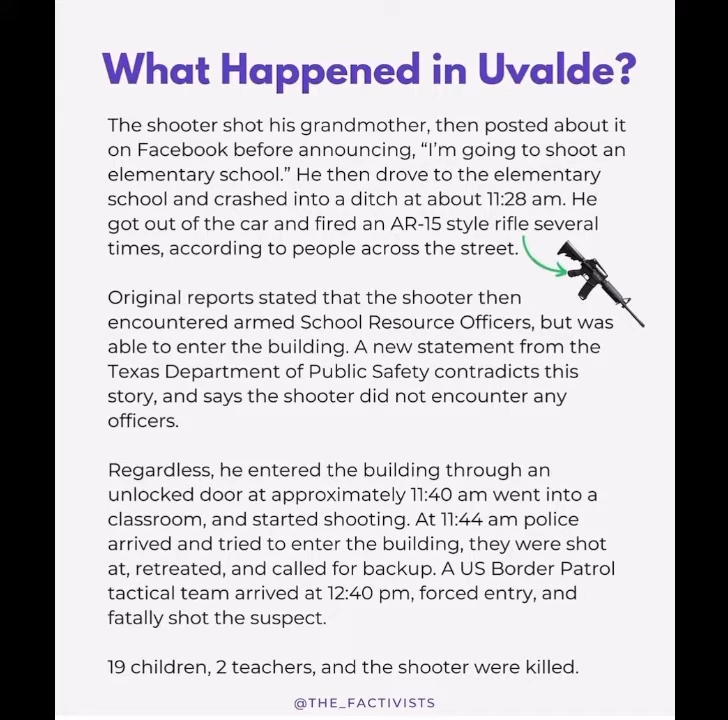 What Happened in Uvalde?
The shooter shot his grandmother, then posted about it
on Facebook before announcing, “I’m going to shoot an
elementary school.” He then drove to the elementary
school and crashed into a ditch at about 11:28 am. He
got out of the car and fired an AR-15 style rifle several
times, according to people across the street.
Original reports stated that the shooter then
encountered armed School Resource Officers, but was
able to enter the building. A new statement from the
Texas Department of Public Safety contradicts this
story, and says the shooter did not encounter any
officers.
Regardless, he entered the building through an
unlocked door at approximately 11:40 am went into a
classroom, and started shooting. At 11:44 am police
arrived and tried to enter the building, they were shot
at, retreated, and called for backup. A US Border Patrol
tactical team arrived at 12:40 pm, forced entry, and
fatally shot the suspect.
19 children, 2 teachers, and the shooter were killed.
@THE_FACTIVISTS